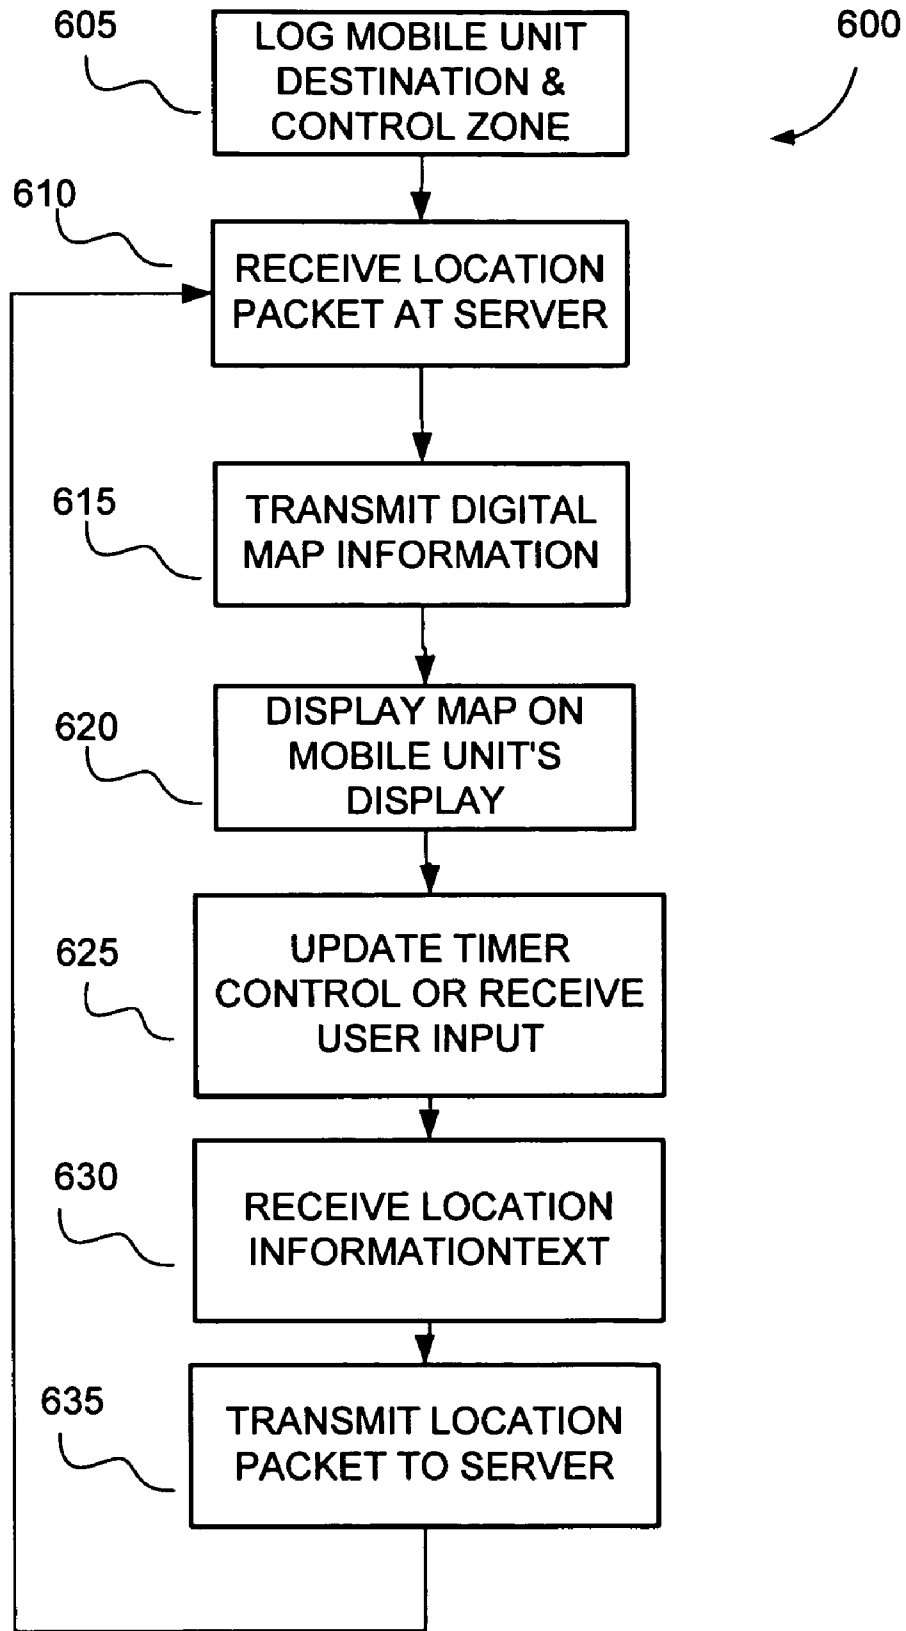 605
LOG MOBILE UNIT
DESTINATION &
CONTROL ZONE
600
610
RECEIVE LOCATION
PACKET AT SERVER
615
TRANSMIT DIGITAL
MAP INFORMATION
620
DISPLAY MAP ON
MOBILE UNIT'S
DISPLAY
625
UPDATE TIMER
CONTROL OR RECEIVE
USER INPUT
630
RECEIVE LOCATION
INFORMATIONTEXT
635
TRANSMIT LOCATION
PACKET TO SERVER